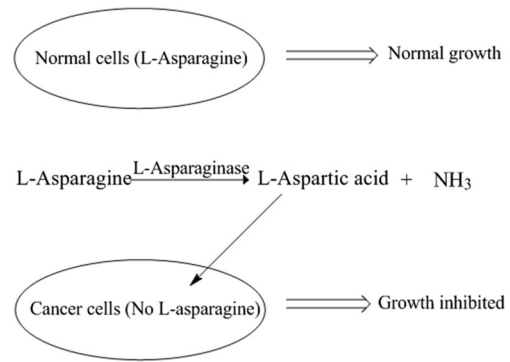 Normal cells (L-Asparagine) Normal growth
L-Asparagine L-Asparaginase L-Aspartic acid + NH3
Cancer cells (No L-asparagine) Growth inhibited